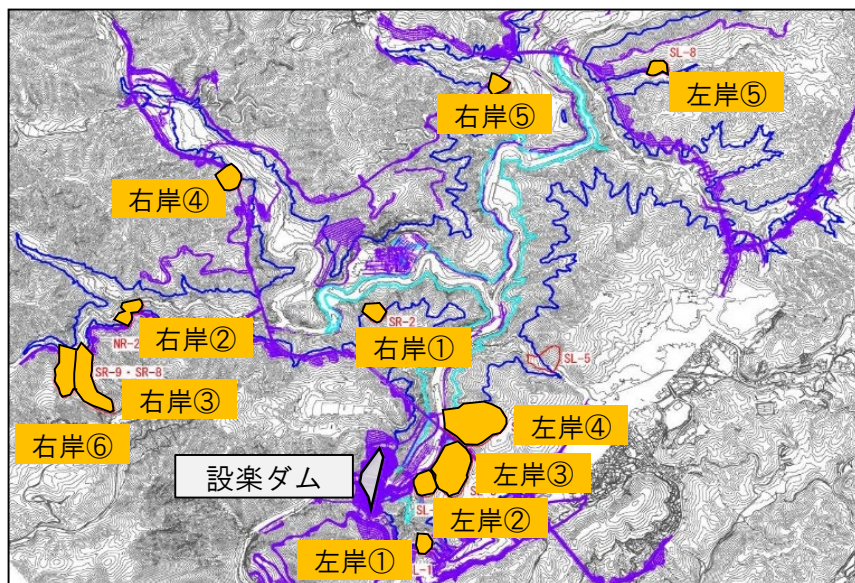 SL-8
左岸⑤
右岸⑤
右岸④
右岸②
NR-2
SR-2
右岸①
SL-5
SR-9・SR-8
右岸③
右岸⑥
左岸④
設楽ダム
左岸③
左岸②
左岸①